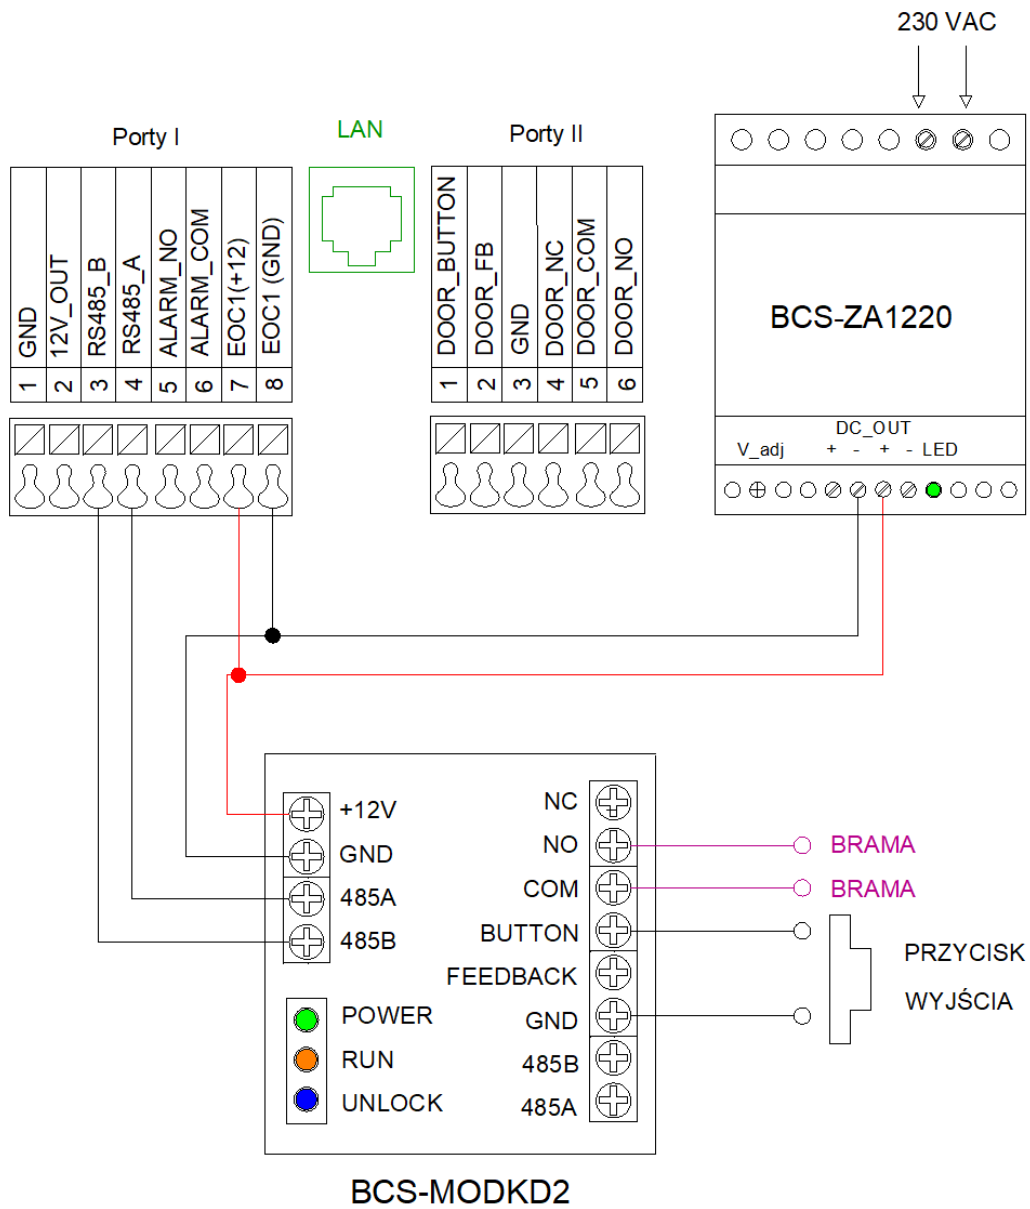 230 VAC
Porty I
LAN
Porty II
GND
12V_OUT
RS485_B
RS485_A
ALARM_NO
ALARM_COM
EOC1(+12)
EOC1 (GND)
1
2
3
4
5
6
7
8
DOOR_BUTTON
DOOR_FB
GND
DOOR_NC
DOOR_COM
DOOR_NO
1
2
3
4
5
6
BCS-ZA1220
DC_OUT
V_adj + - + - LED
+12V
GND
485A
485B
POWER
RUN
UNLOCK
NC
NO
COM
BUTTON
FEEDBACK
GND
485B
485A
BRAMA
BRAMA
PRZYCISK
WYJŚCIA
BCS-MODKD2